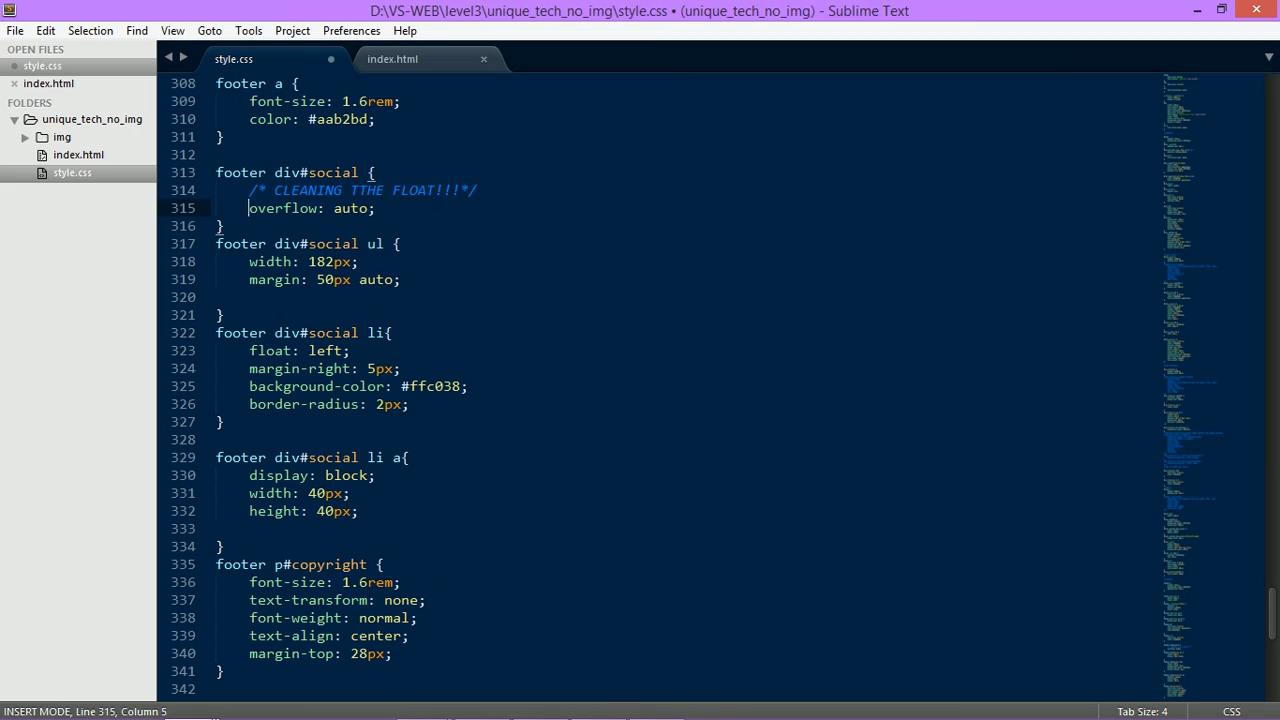 D:\VS-WEB\level3\unique_tech_no_img\style.css • (unique_tech_no_img) - Sublime Text
File Edit Selection Find View Goto Tools Project Preferences Help
OPEN FILES
style.css
index.html
FOLDERS
unique_tech_no_img
img
index.html
style.css
style.css index.html
308 footer a {
309 font-size: 1.6rem;
310 color: #aab2bd;
311 }
312
313 footer div#social {
314 /* CLEANING TTHE FLOAT!!!*/
315 overflow: auto;
316 }
317 footer div#social ul {
318 width: 182px;
319 margin: 50px auto;
320
321 }
322 footer div#social li{
323 float: left;
324 margin-right: 5px;
325 background-color: #ffc038;
326 border-radius: 2px;
327 }
328
329 footer div#social li a{
330 display: block;
331 width: 40px;
332 height: 40px;
333
334 }
335 footer p#copyright {
336 font-size: 1.6rem;
337 text-transform: none;
338 font-weight: normal;
339 text-align: center;
340 margin-top: 28px;
341 }
342
INSERT MODE, Line 315, Column 5 Tab Size: 4 CSS